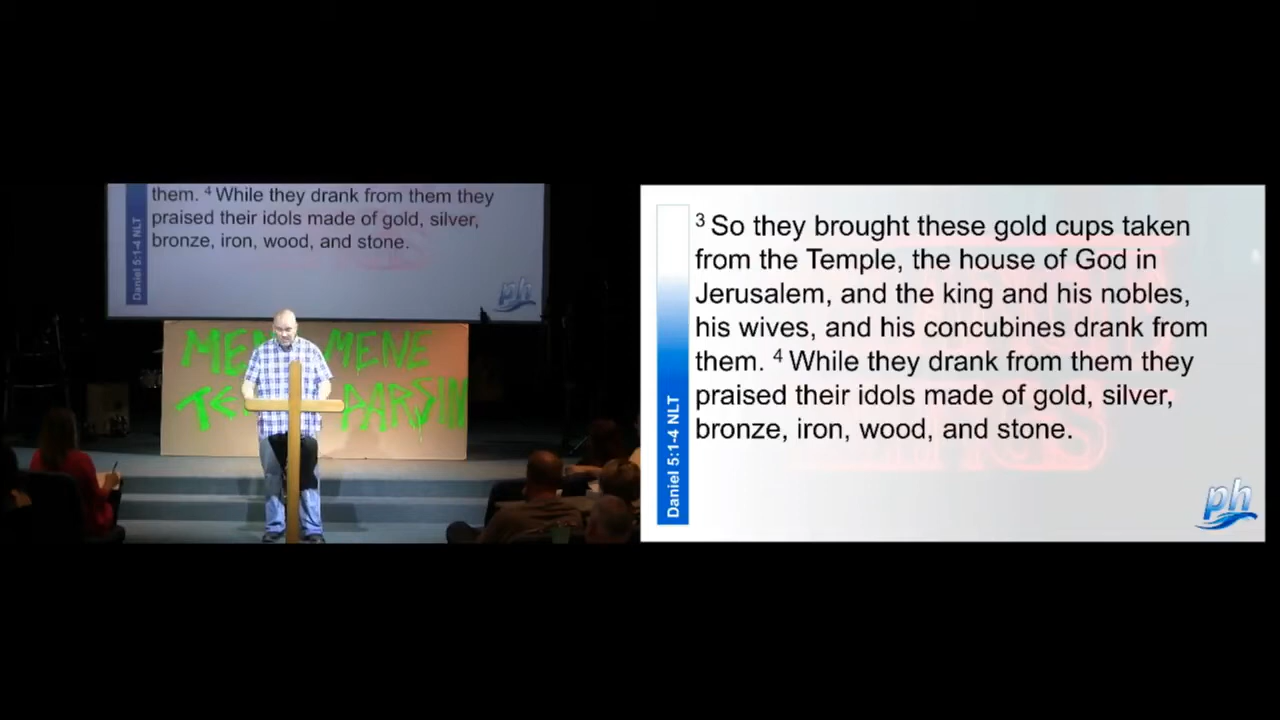 them. 4 While they drank from them they
praised their idols made of gold, silver,
bronze, iron, wood, and stone.
Daniel 5:1-4 NLT
ph
MENE MENE
PARSIN
3 So they brought these gold cups taken
from the Temple, the house of God in
Jerusalem, and the king and his nobles,
his wives, and his concubines drank from
them. 4 While they drank from them they
praised their idols made of gold, silver,
bronze, iron, wood, and stone.
Daniel 5:1-4 NLT
ph